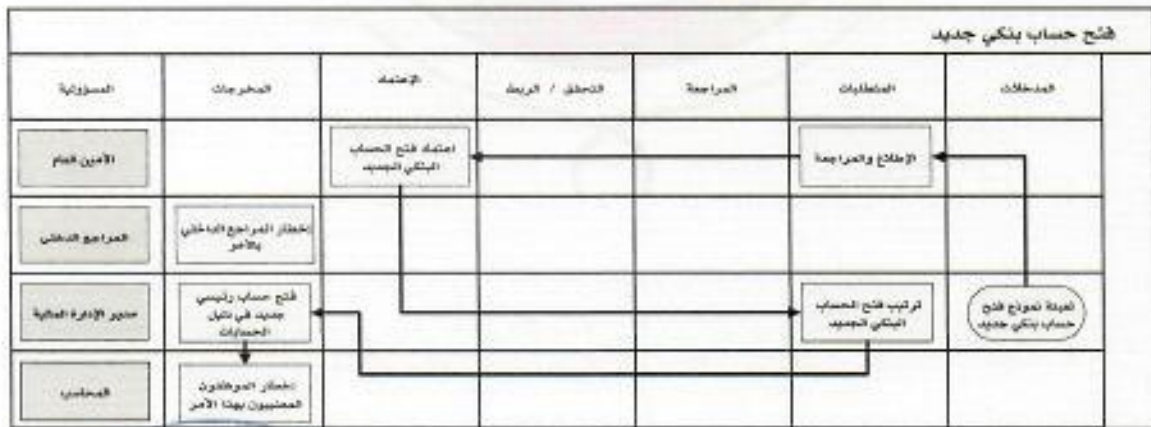 فتح حساب بنكي جديد
المدخلات المتطلبات المراجعة التحقق / الربط الإعتماد المخرجات المسؤولية
الإطلاع والمراجعة
اعتماد فتح الحساب
البنكي الجديد
الأمين العام
إخطار المراجع الداخلي
بالأمر
المراجع الداخلي
تعبئة نموذج فتح
حساب بنكي جديد
ترتيب فتح الحساب
البنكي الجديد
فتح حساب رئيسي
جديد في دليل
الحسابات
مدير الإدارة المالية
إخطار الموظفون
المعنييون بهذا الأمر
المحاسب